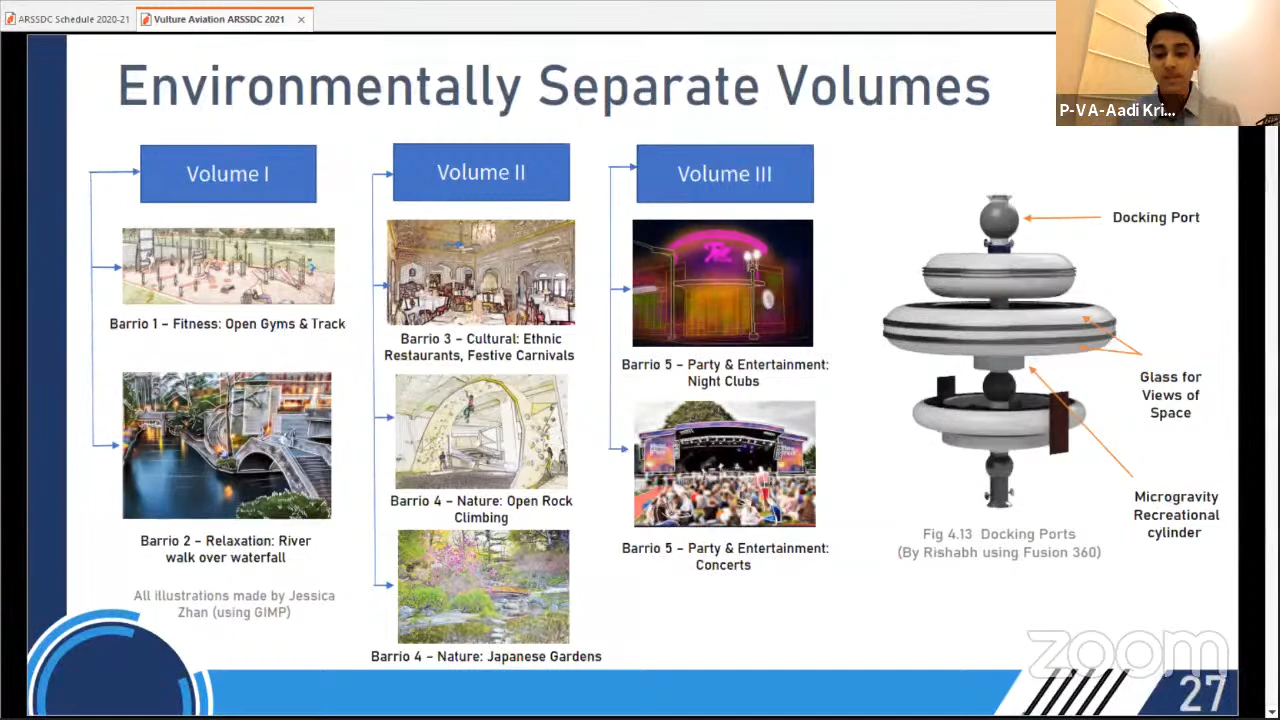 ARSSDC Schedule 2020-21
Vulture Aviation ARSSDC 2021
Environmentally Separate Volumes
P-V A-Aadi Kri...
Volume I
Volume II
Volume III
Barrio 1 – Fitness: Open Gyms & Track
Barrio 2 – Relaxation: River
walk over waterfall
All illustrations made by Jessica
Zhan (using GIMP)
Barrio 3 – Cultural: Ethnic
Restaurants, Festive Carnivals
Barrio 4 – Nature: Open Rock
Climbing
Barrio 4 – Nature: Japanese Gardens
Barrio 5 – Party & Entertainment:
Night Clubs
Barrio 5 – Party & Entertainment:
Concerts
Docking Port
Glass for
Views of
Space
Microgravity
Recreational
cylinder
Fig 4.13 Docking Ports
(By Rishabh using Fusion 360)
zoom
27